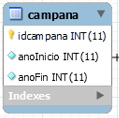 campana
idcampana INT(11)
anoInicio INT(11)
anoFin INT(11)
Indexes